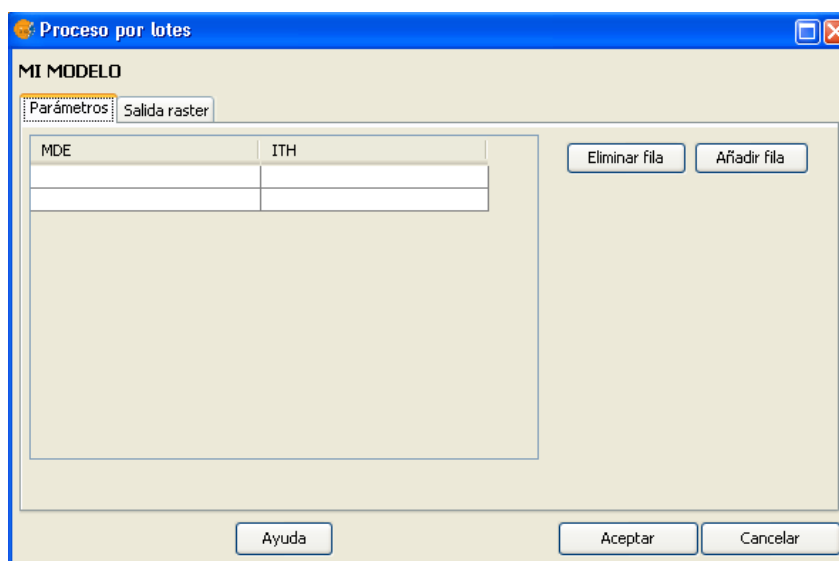 Proceso por lotes
MI MODELO
Parámetros Salida raster
MDE ITH
Eliminar fila Añadir fila
Ayuda Aceptar Cancelar